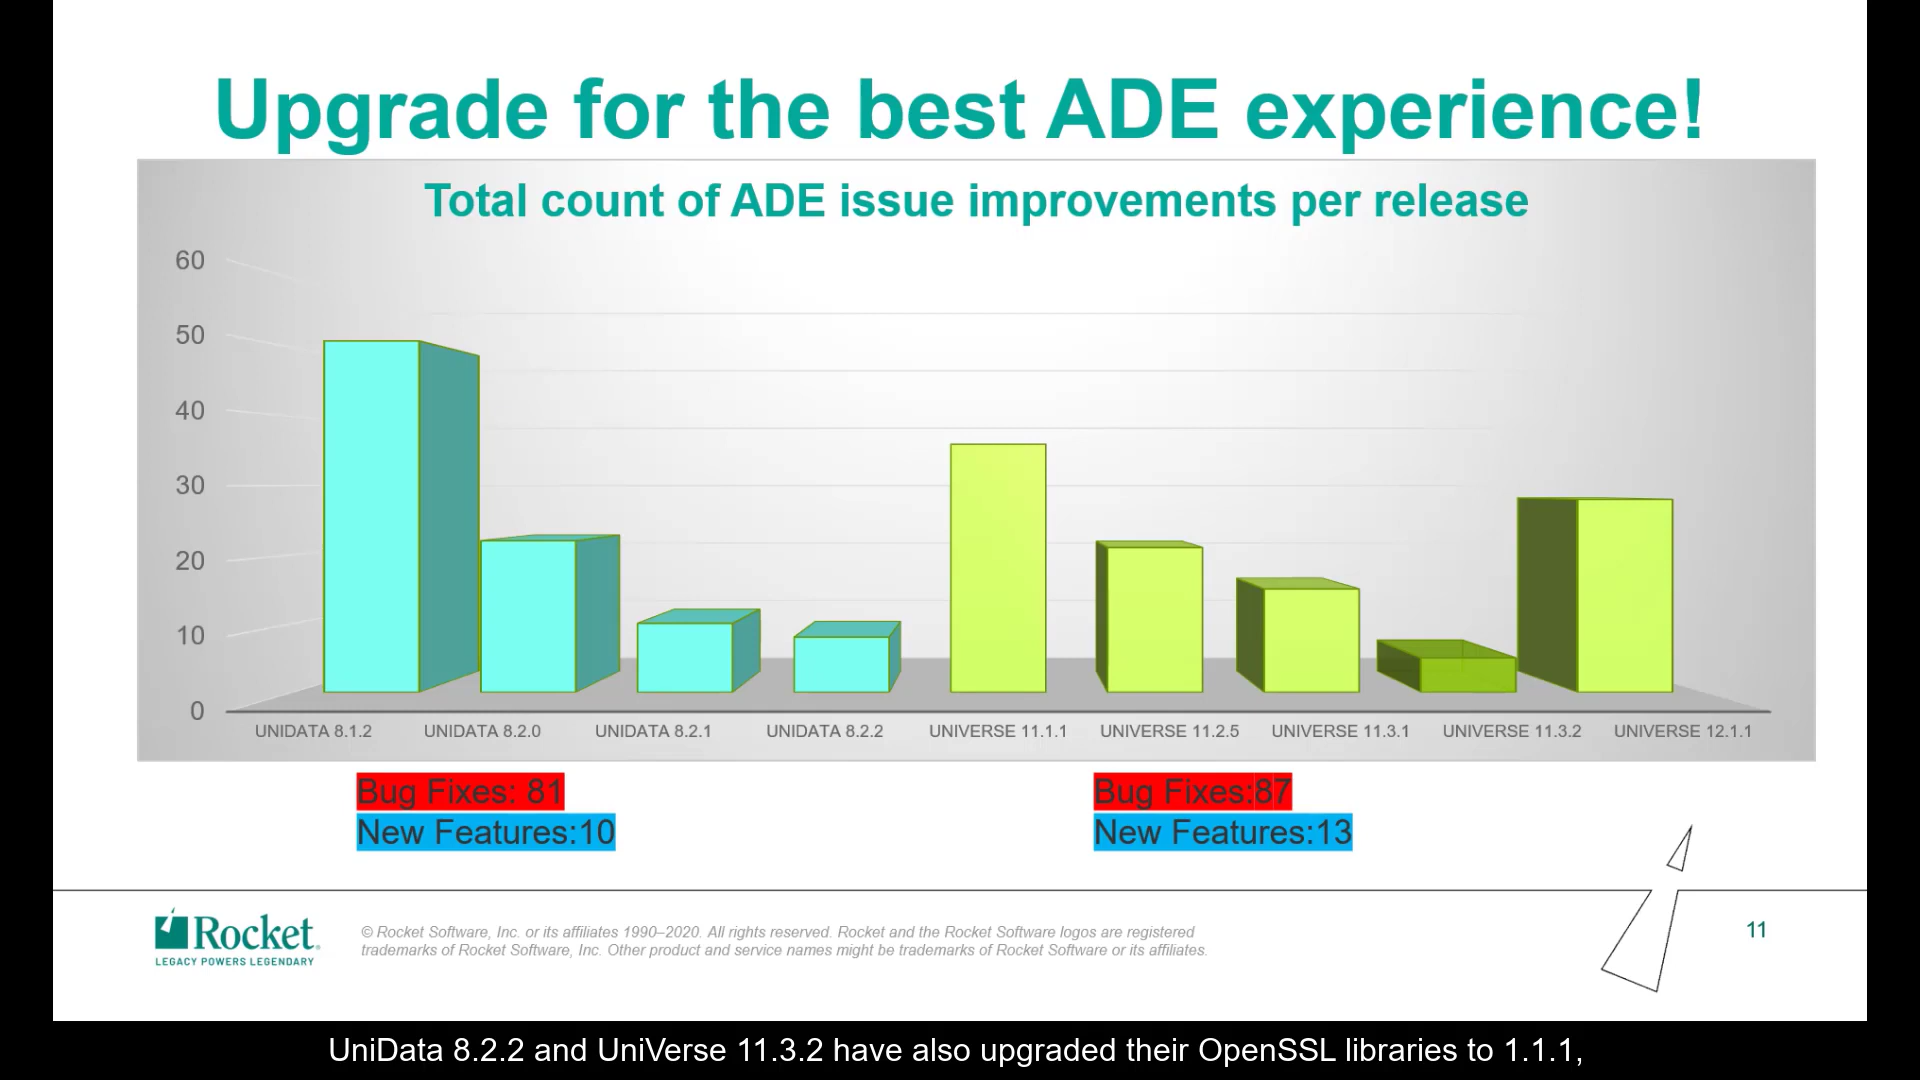 Upgrade for the best ADE experience!
Total count of ADE issue improvements per release
60
50
40
30
20
10
0
UNIDATA 8.1.2 UNIDATA 8.2.0 UNIDATA 8.2.1 UNIDATA 8.2.2 UNIVERSE 11.1.1 UNIVERSE 11.2.5 UNIVERSE 11.3.1 UNIVERSE 11.3.2 UNIVERSE 12.1.1
Bug Fixes: 81
New Features:10
Bug Fixes:87
New Features:13
Rocket
LEGACY POWERS LEGENDARY
© Rocket Software, Inc. or its affiliates 1990–2020. All rights reserved. Rocket and the Rocket Software logos are registered
trademarks of Rocket Software, Inc. Other product and service names might be trademarks of Rocket Software or its affiliates.
11
UniData 8.2.2 and UniVerse 11.3.2 have also upgraded their OpenSSL libraries to 1.1.1,